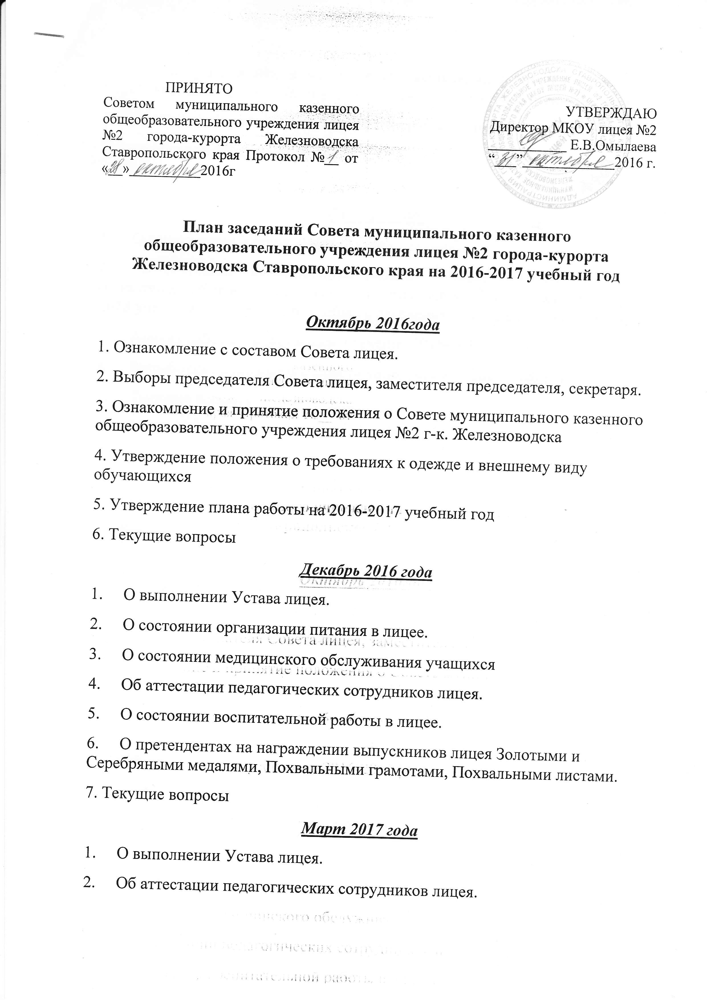 ПРИНЯТО
Советом муниципального казенного
общеобразовательного учреждения лицея
№2 города-курорта Железноводска
Ставропольского края Протокол №_1_ от
«28» октября 2016г
УТВЕРЖДАЮ
Директор МКОУ лицея №2
____________ Е.В.Омылаева
“31” октября 2016 г.
План заседаний Совета муниципального казенного
общеобразовательного учреждения лицея №2 города-курорта
Железноводска Ставропольского края на 2016-2017 учебный год
Октябрь 2016года
1. Ознакомление с составом Совета лицея.
2. Выборы председателя Совета лицея, заместителя председателя, секретаря.
3. Ознакомление и принятие положения о Совете муниципального казенного
общеобразовательного учреждения лицея №2 г-к. Железноводска
4. Утверждение положения о требованиях к одежде и внешнему виду
обучающихся
5. Утверждение плана работы на 2016-2017 учебный год
6. Текущие вопросы
Декабрь 2016 года
1. О выполнении Устава лицея.
2. О состоянии организации питания в лицее.
3. О состоянии медицинского обслуживания учащихся
4. Об аттестации педагогических сотрудников лицея.
5. О состоянии воспитательной работы в лицее.
6. О претендентах на награждении выпускников лицея Золотыми и
Серебряными медалями, Похвальными грамотами, Похвальными листами.
7. Текущие вопросы
Март 2017 года
1. О выполнении Устава лицея.
2. Об аттестации педагогических сотрудников лицея.